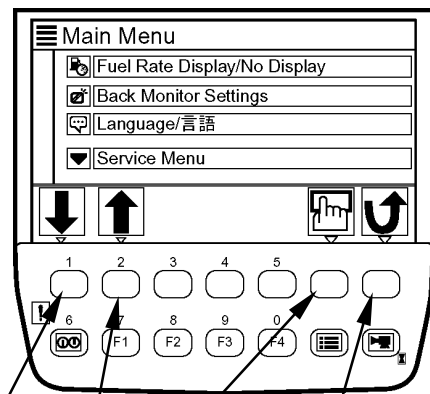 Main Menu
Fuel Rate Display/No Display
Back Monitor Settings
Language/言語
Service Menu
1 2 3 4 5
6 7 8 9 0
F1 F2 F3 F4